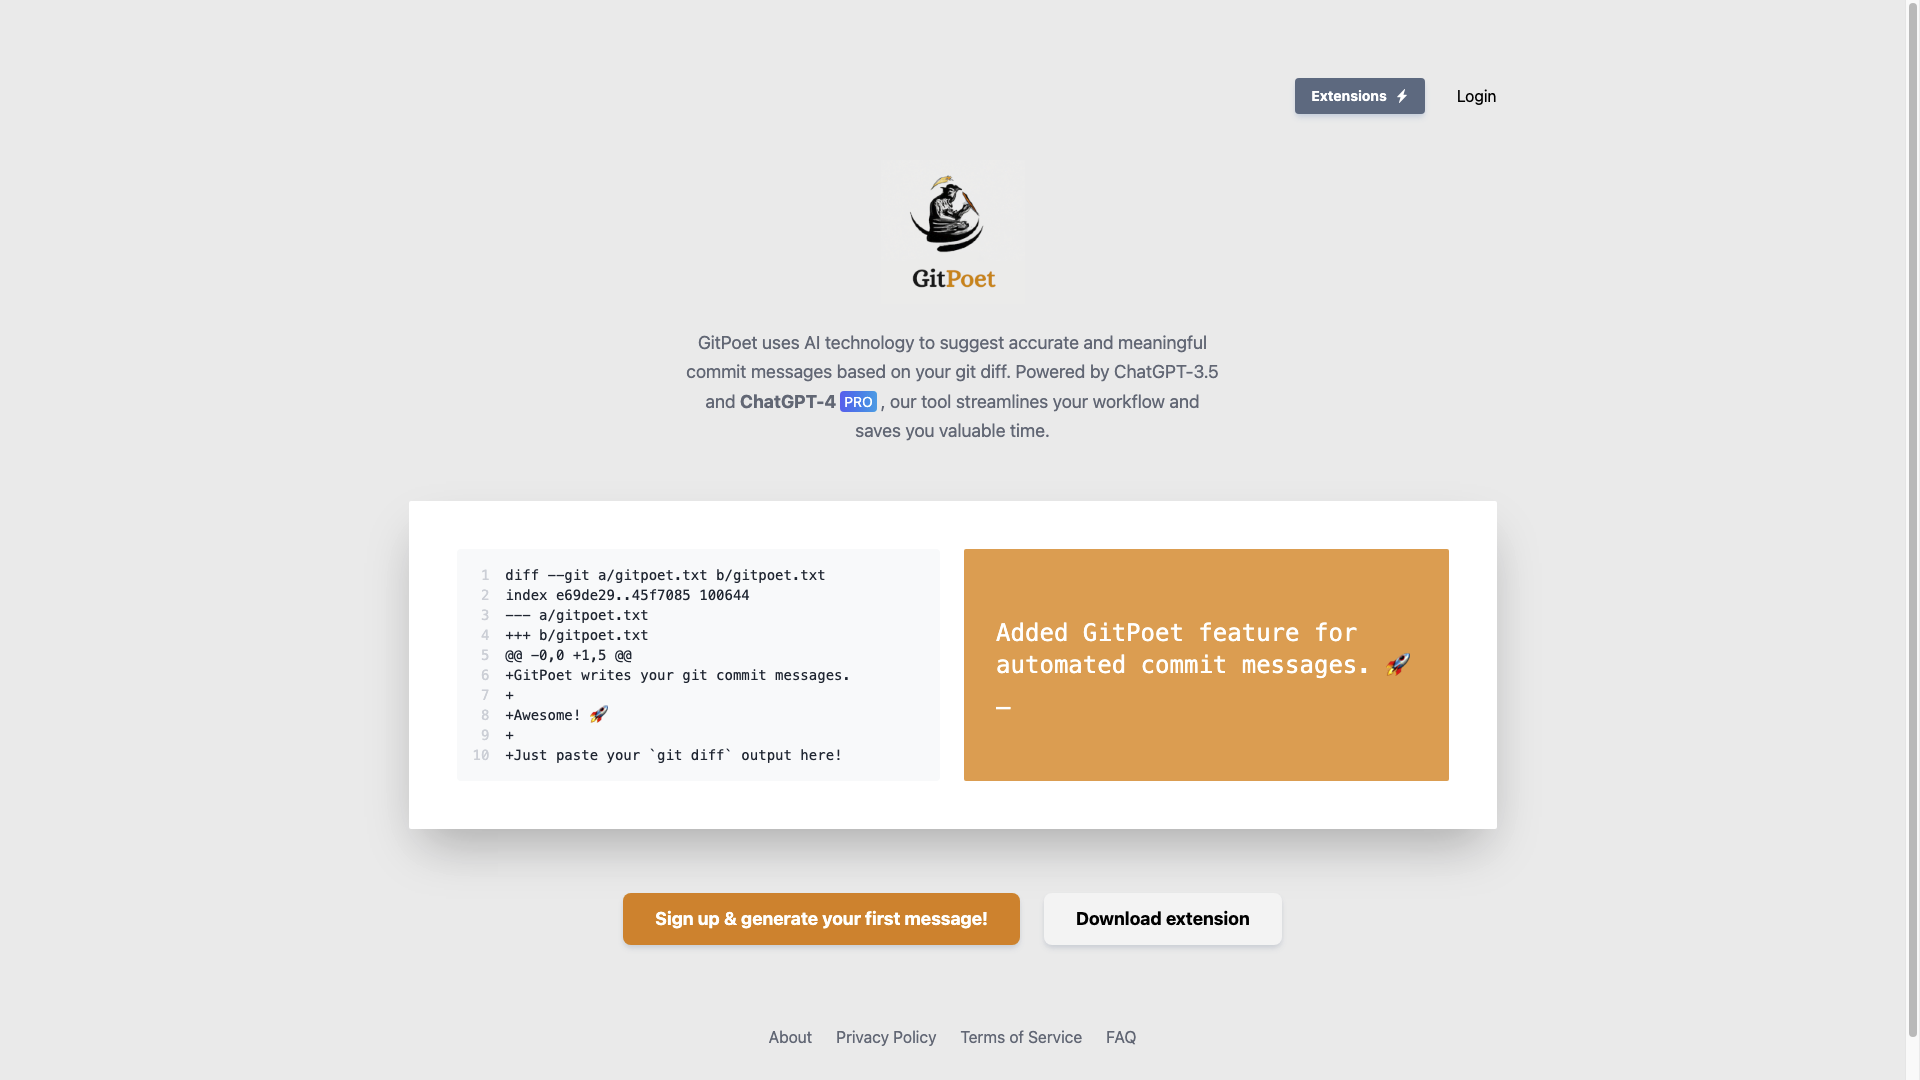 Extensions
Login
GitPoet
GitPoet uses AI technology to suggest accurate and meaningful
commit messages based on your git diff. Powered by ChatGPT-3.5
and ChatGPT-4 PRO , our tool streamlines your workflow and
saves you valuable time.
1 diff --git a/gitpoet.txt b/gitpoet.txt
2 index e69de29..45f7085 100644
3 --- a/gitpoet.txt
4 +++ b/gitpoet.txt
5 @@ -0,0 +1,5 @@
6 +GitPoet writes your git commit messages.
7 +
8 +Awesome! 🚀
9 +
10 +Just paste your `git diff` output here!
Added GitPoet feature for
automated commit messages. 🚀
_
Sign up & generate your first message!
Download extension
About
Privacy Policy
Terms of Service
FAQ